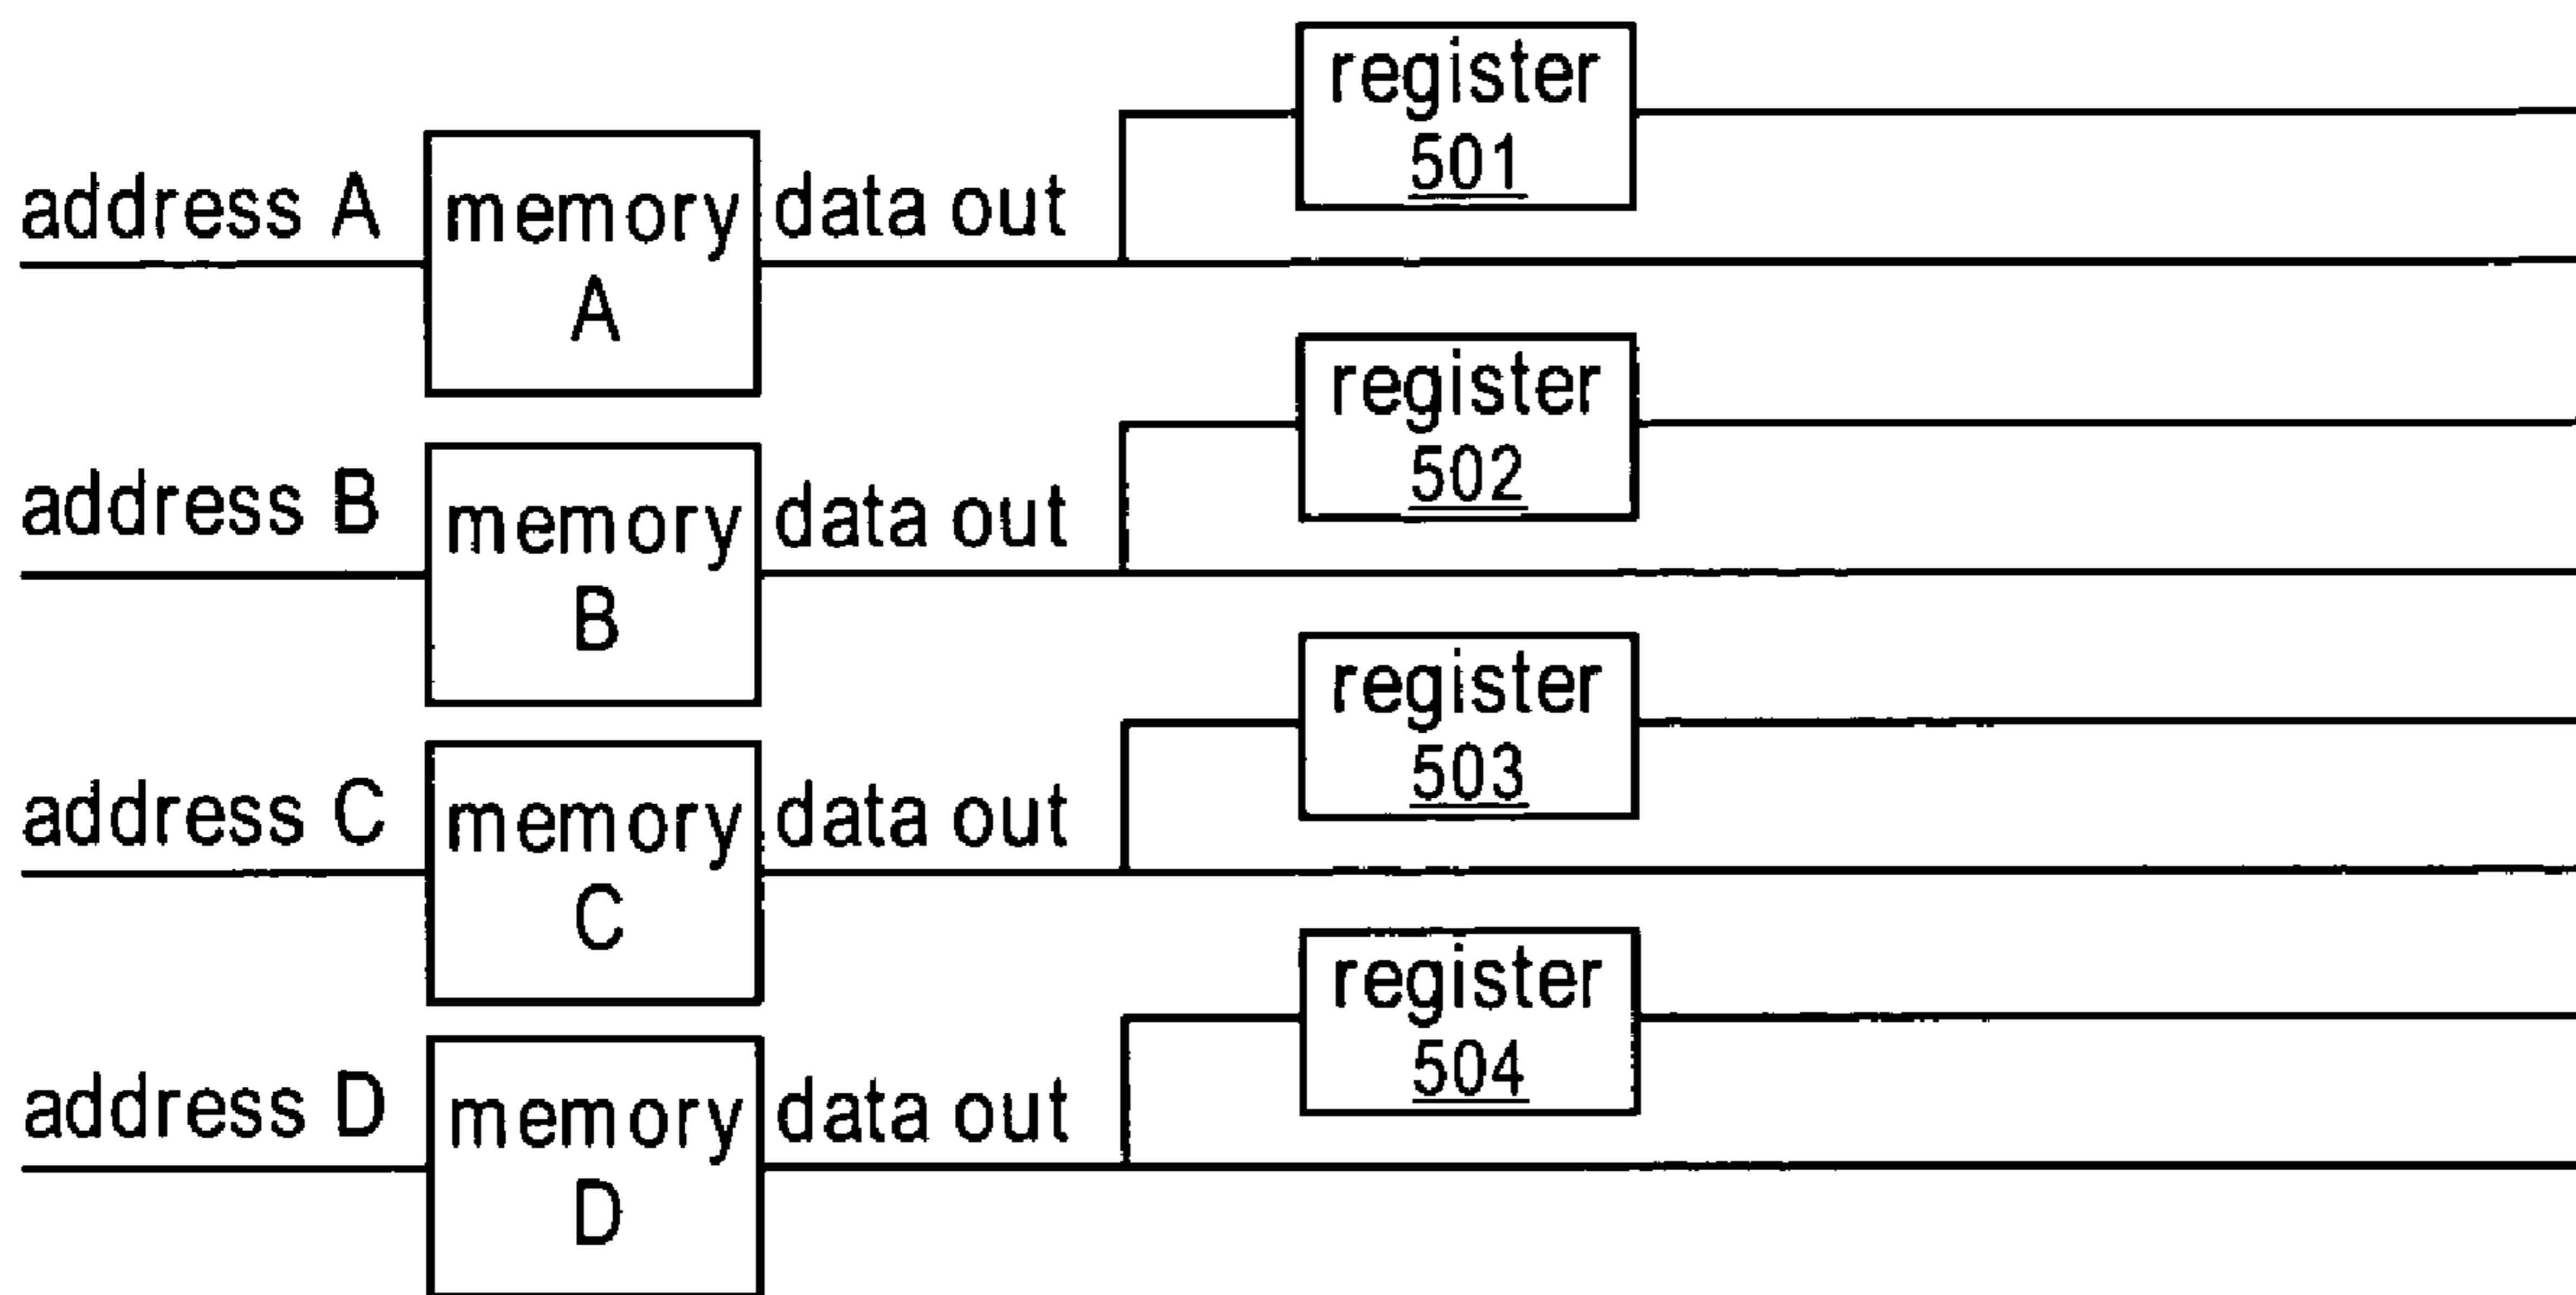 register
501
address A
memory
A
data out
register
502
address B
memory
B
data out
register
503
address C
memory
C
data out
register
504
address D
memory
D
data out